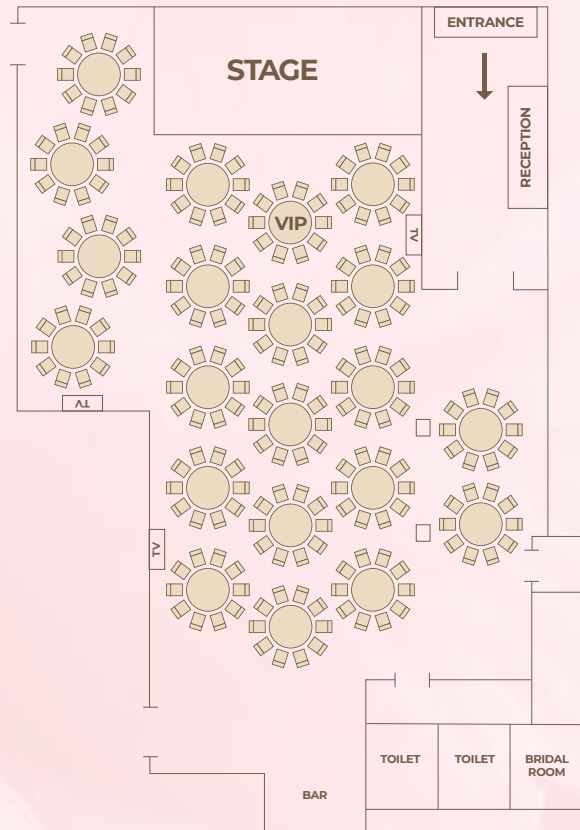 ENTRANCE
STAGE
RECEPTION
VIP
TV
TV
TV
TOILET
TOILET
BRIDAL
ROOM
BAR